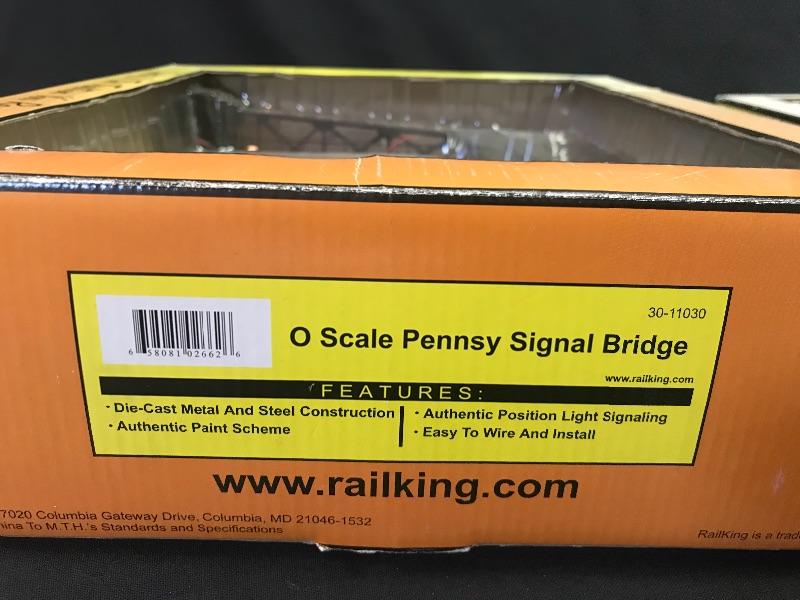 30-11030
O Scale Pennsy Signal Bridge
6 58081 02662 6
www.railking.com
FEATURES:
· Die-Cast Metal And Steel Construction
· Authentic Paint Scheme
· Authentic Position Light Signaling
· Easy To Wire And Install
www.railking.com
7020 Columbia Gateway Drive, Columbia, MD 21046-1532
hina To M.T.H.'s Standards and Specifications
RailKing is a trad